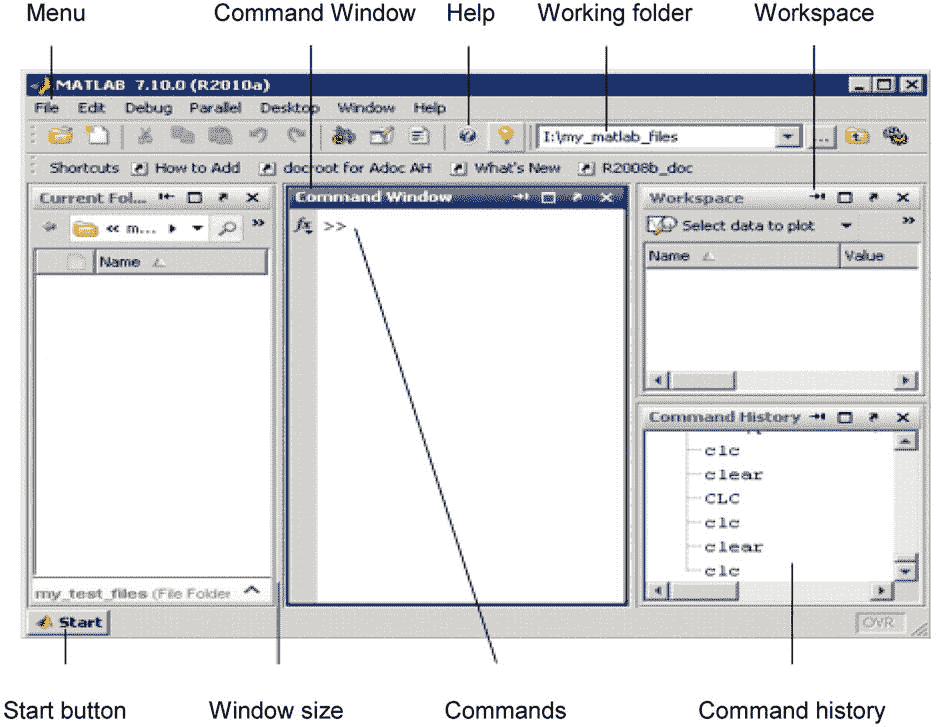 Menu Command Window Help Working folder Workspace
MATLAB 7.10.0 (R2010a)
File Edit Debug Parallel Desktop Window Help
I:\my_matlab_files
...
Shortcuts How to Add docroot for Adoc AH What's New R2008b_doc
Current Fol...
« m...
»
Name
my_test_files (File Folder
Command Window
fx >>
Workspace
Select data to plot
»
Name Value
Command History
clc
clear
CLC
clc
clear
clc
Start
OVR
Start button Window size Commands Command history